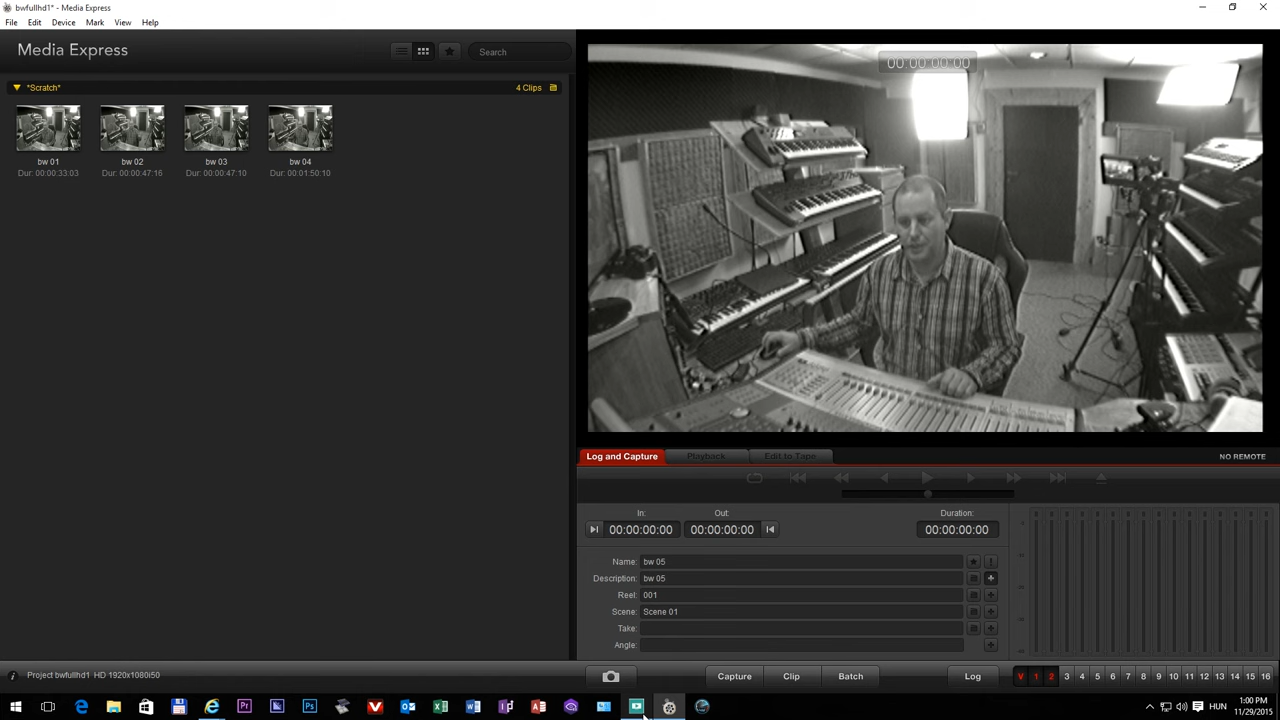 bwfullhd1* - Media Express
File Edit Device Mark View Help
Media Express
Search
*Scratch*
4 Clips
bw 01
Dur: 00:00:33:03
bw 02
Dur: 00:00:47:16
bw 03
Dur: 00:00:47:10
bw 04
Dur: 00:01:50:10
00:00:00:00
Log and Capture
Playback
Edit to Tape
NO REMOTE
In:
Out:
Duration:
00:00:00:00
00:00:00:00
00:00:00:00
Name: bw 05
Description: bw 05
Reel: 001
Scene: Scene 01
Take:
Angle:
Project bwfullhd1 HD 1920x1080i50
Capture
Clip
Batch
Log
V 1 2 3 4 5 6 7 8 9 10 11 12 13 14 15 16
HUN
1:00 PM
11/29/2015